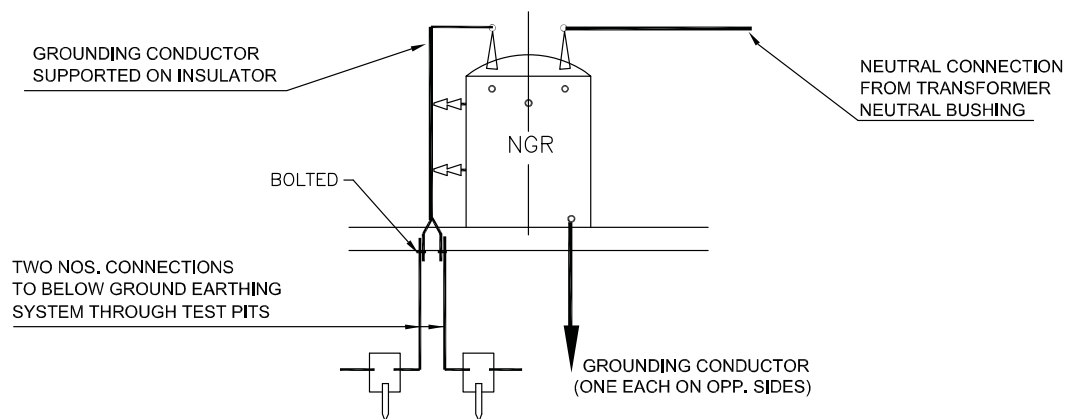 GROUNDING CONDUCTOR
SUPPORTED ON INSULATOR
NEUTRAL CONNECTION
FROM TRANSFORMER
NEUTRAL BUSHING
NGR
BOLTED
TWO NOS. CONNECTIONS
TO BELOW GROUND EARTHING
SYSTEM THROUGH TEST PITS
GROUNDING CONDUCTOR
(ONE EACH ON OPP. SIDES)